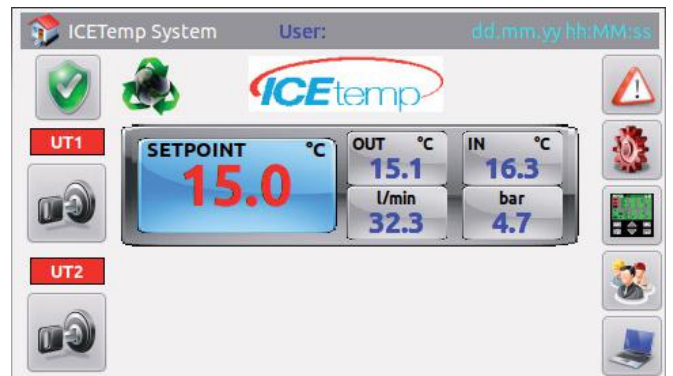 ICETemp System User: dd.mm.yy hh:MM:ss
ICEtemp
UT1
SETPOINT °C
15.0
OUT °C
15.1
IN °C
16.3
l/min
32.3
bar
4.7
UT2